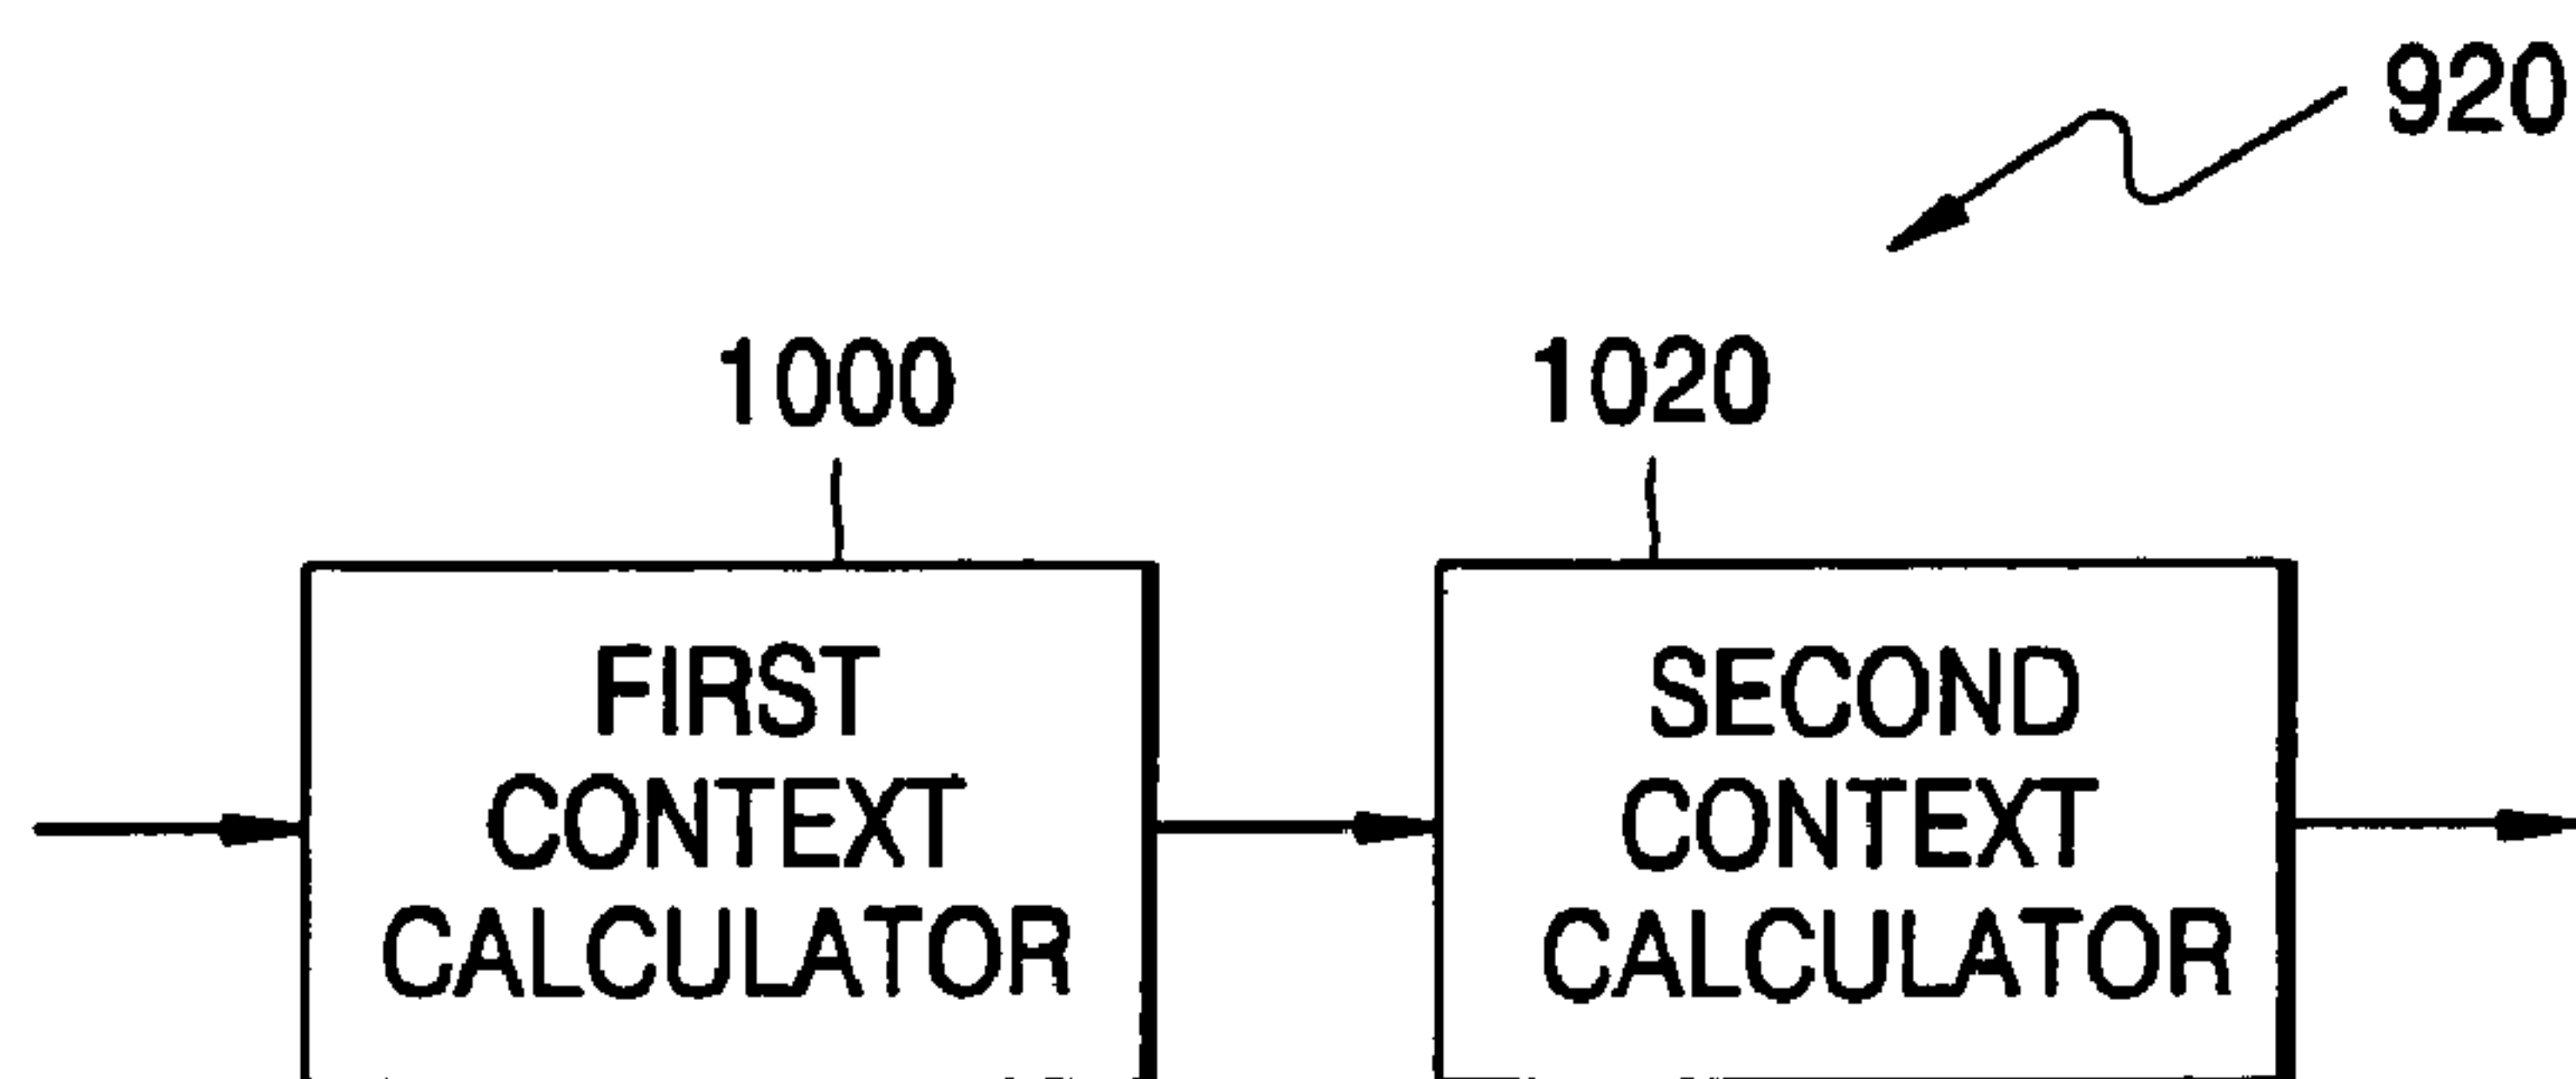 920
1000
1020
FIRST
CONTEXT
CALCULATOR
SECOND
CONTEXT
CALCULATOR